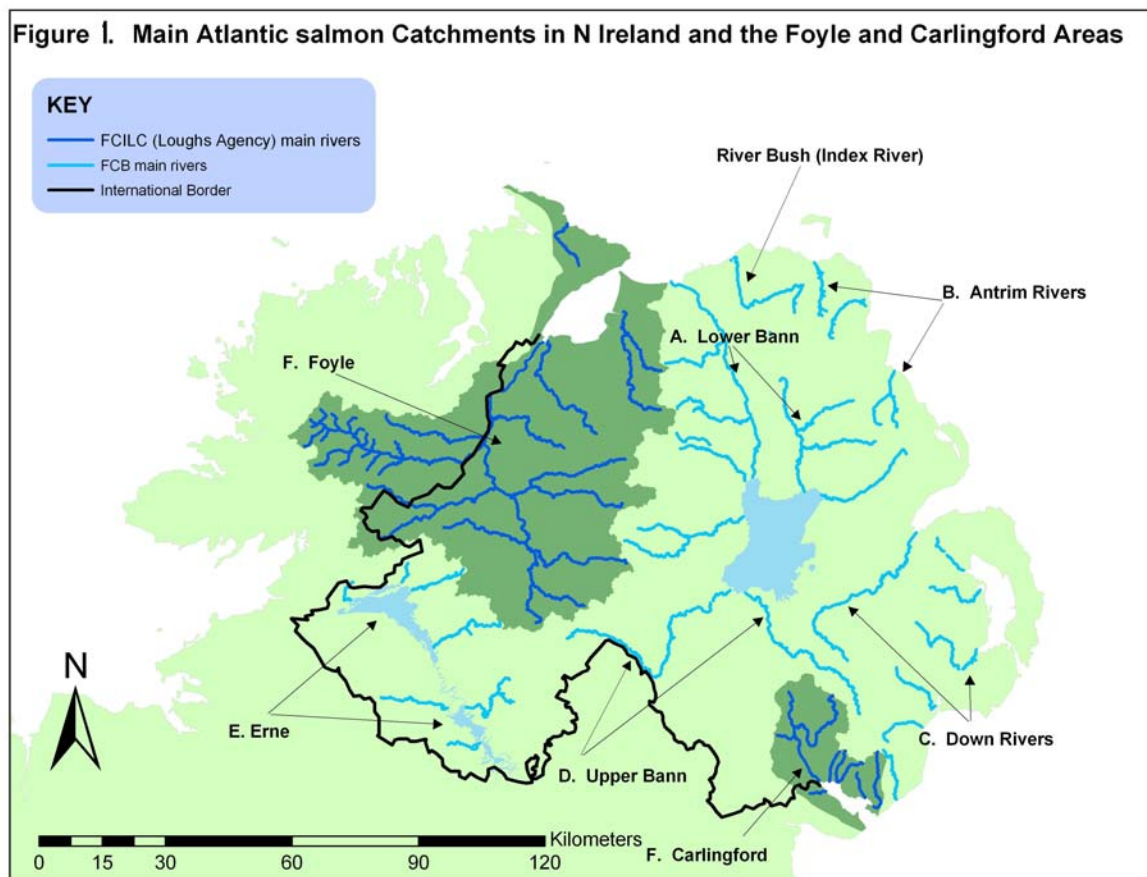 Figure 1. Main Atlantic salmon Catchments in N Ireland and the Foyle and Carlingford Areas
KEY
FCILC (Loughs Agency) main rivers
FCB main rivers
International Border
River Bush (Index River)
B. Antrim Rivers
A. Lower Bann
F. Foyle
N
E. Erne
C. Down Rivers
D. Upper Bann
F. Carlingford
Kilometers
0 15 30 60 90 120